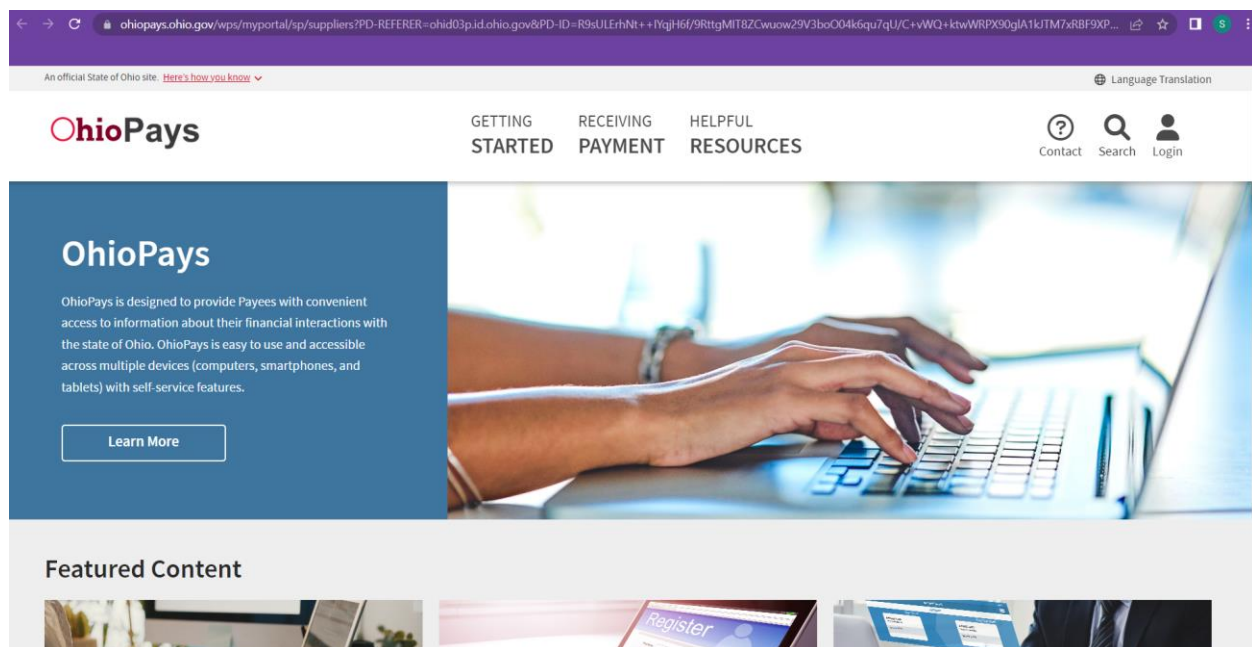 ohiopays.ohio.gov/wps/myportal/sp/suppliers?PD-REFERER=ohid03p.id.ohio.gov&PD-ID=R9sULErhNt++IYqjH6f/9RttgMIT8ZCwuow29V3boO04k6qu7qU/C+vWQ+ktwWRPX90glA1kJTM7xRBF9XP...
S
An official State of Ohio site. Here's how you know
Language Translation
OhioPays
GETTING STARTED
RECEIVING PAYMENT
HELPFUL RESOURCES
Contact
Search
Login
OhioPays
OhioPays is designed to provide Payees with convenient
access to information about their financial interactions with
the state of Ohio. OhioPays is easy to use and accessible
across multiple devices (computers, smartphones, and
tablets) with self-service features.
Learn More
Featured Content
Register